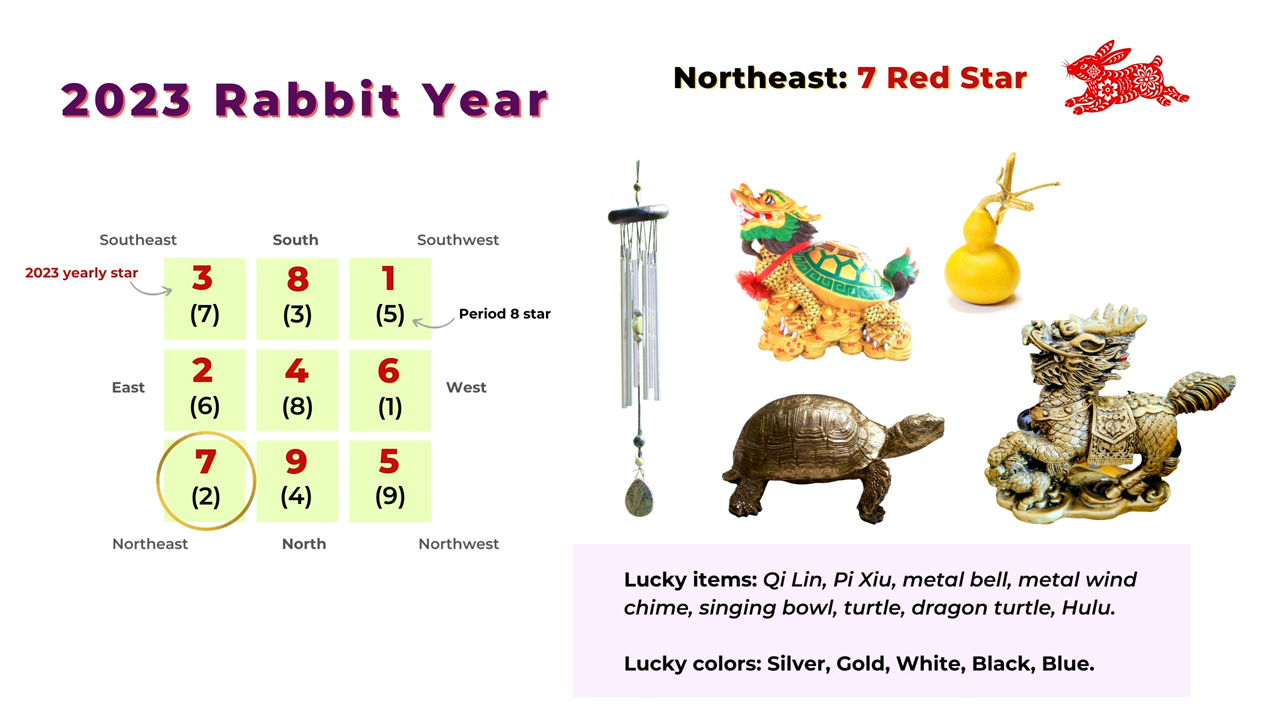 2023 Rabbit Year
Northeast: 7 Red Star
Southeast South Southwest
2023 yearly star
3 8 1
(7) (3) (5)
Period 8 star
East
2 4 6
(6) (8) (1)
West
7 9 5
(2) (4) (9)
Northeast North Northwest
Lucky items: Qi Lin, Pi Xiu, metal bell, metal wind
chime, singing bowl, turtle, dragon turtle, Hulu.
Lucky colors: Silver, Gold, White, Black, Blue.